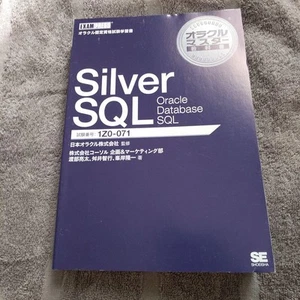 オラクル認定資格試験学習書
オラクル
マスター
教科書
Silver
SQL
Oracle
Database
SQL
試験番号 1Z0-071
日本オラクル株式会社 監修
株式会社コーソル 企画&マーケティング部
渡部亮太、舛井智行、峯岸隆一 著
SE
SHOEISHA